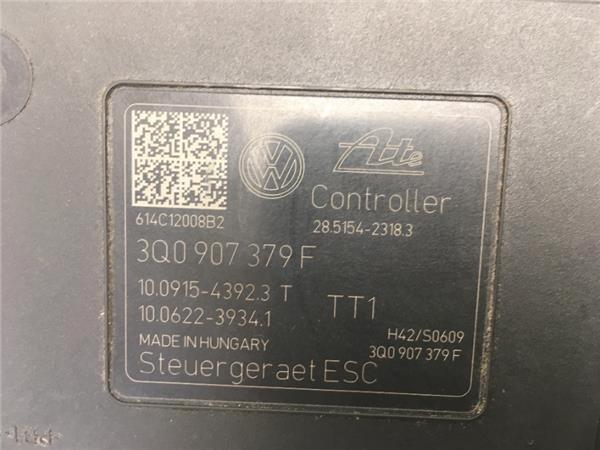 Ate
Controller
614C12008B2
28.5154-2318.3
3Q0 907 379 F
10.0915-4392.3 T
TT1
10.0622-3934.1
H42/S0609
MADE IN HUNGARY
3Q0 907 379 F
Steuergeraet ESC